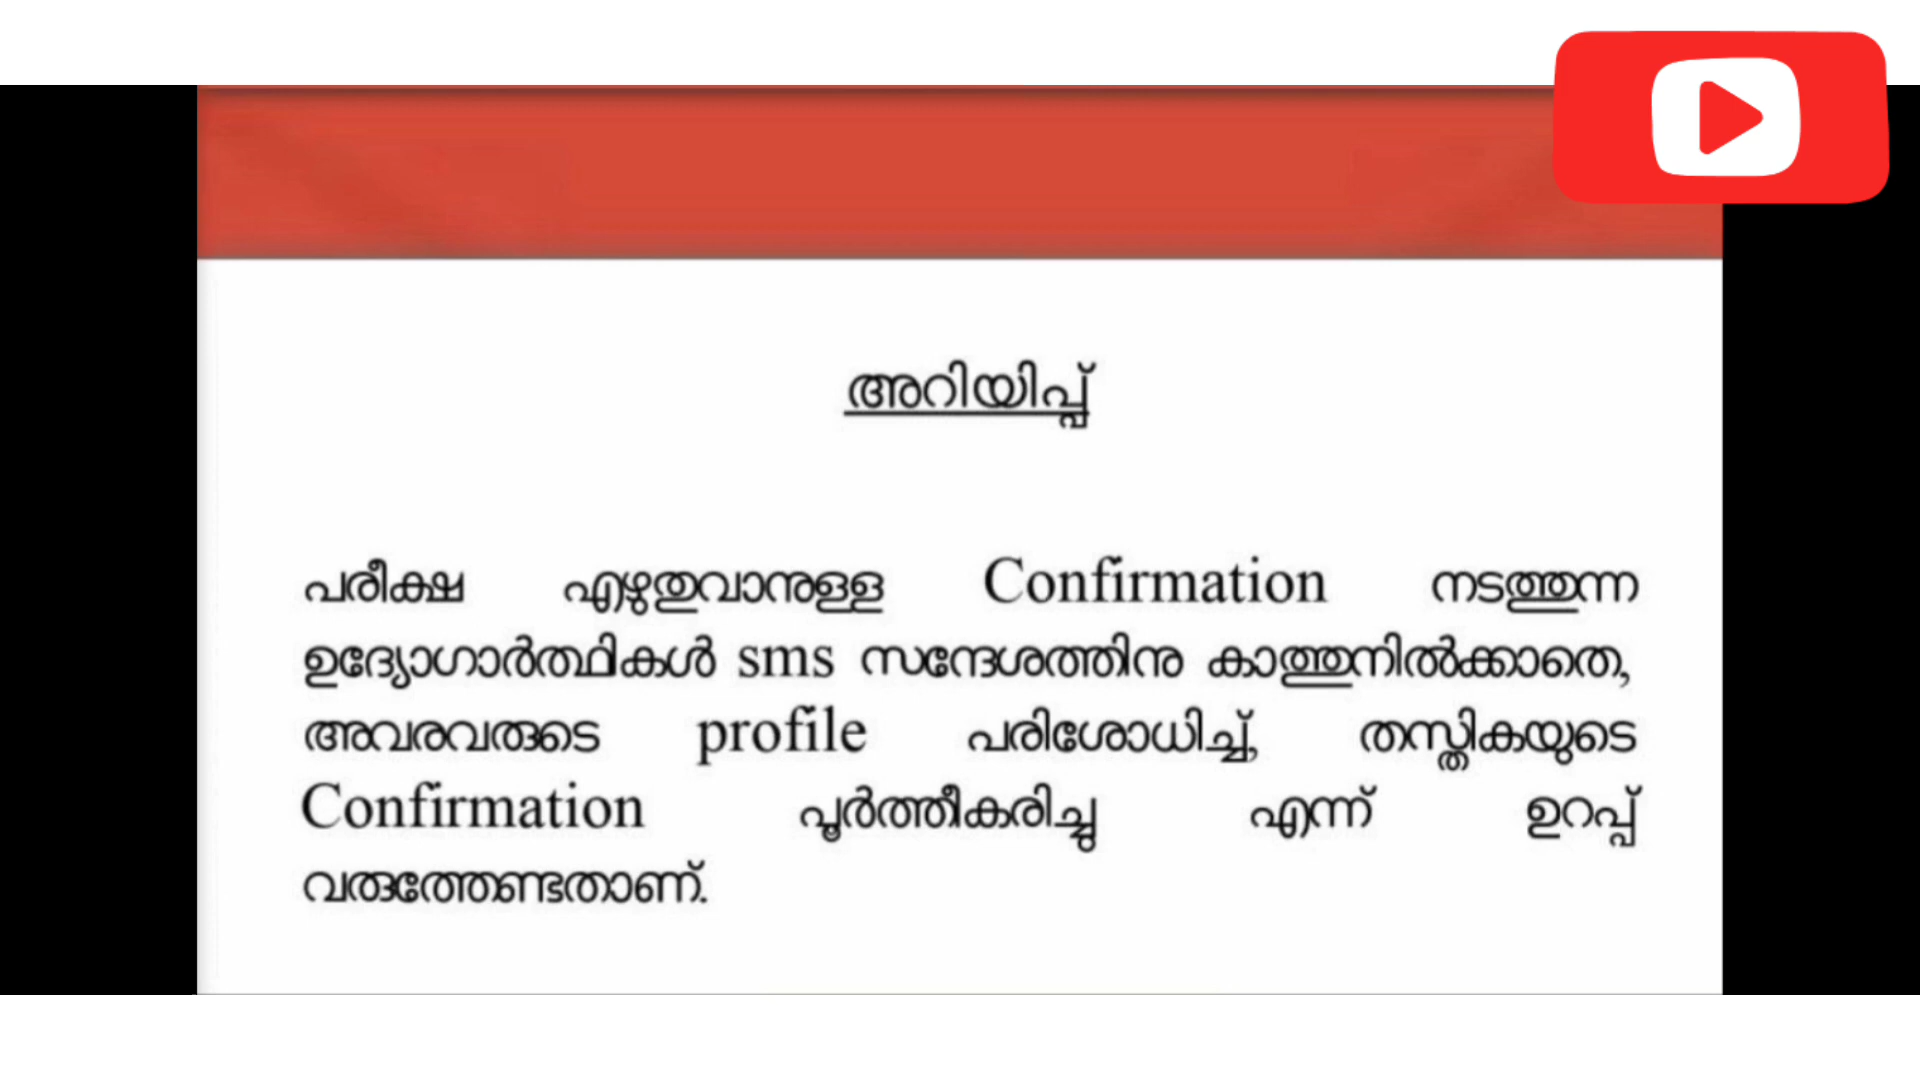 അറിയിപ്പ്
പരീക്ഷ എഴുതുവാനുള്ള Confirmation നടത്തുന്ന
ഉദ്യോഗാർത്ഥികൾ sms സന്ദേശത്തിനു കാത്തുനിൽക്കാതെ,
അവരവരുടെ profile പരിശോധിച്ച്, തസ്തികയുടെ
Confirmation പൂർത്തീകരിച്ചു എന്ന് ഉറപ്പ്
വരുത്തേണ്ടതാണ്.